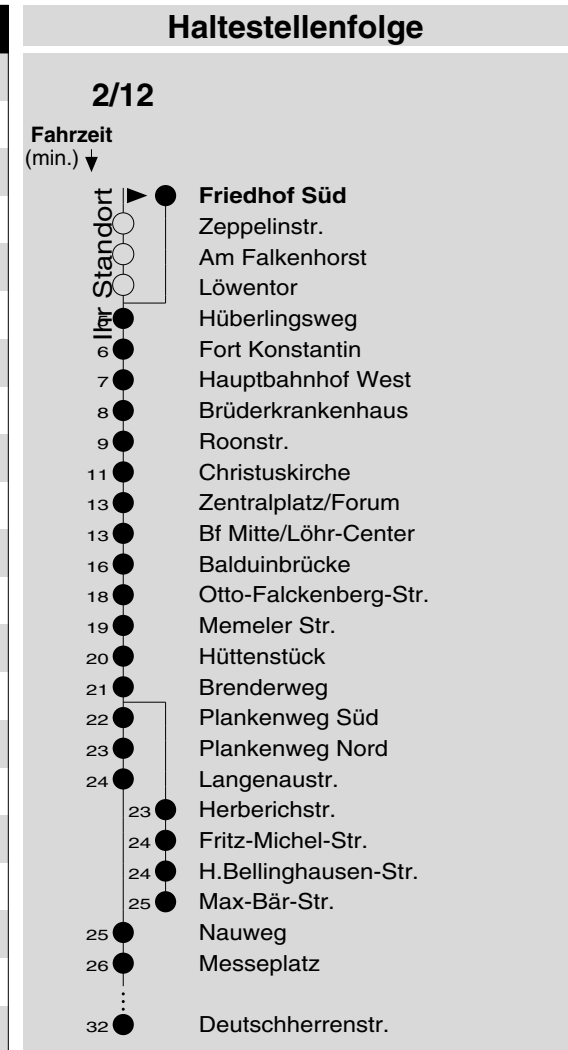 Haltestellenfolge
2/12
Fahrzeit
(min.)
Ihr Standort
Friedhof Süd
Zeppelinstr.
Am Falkenhorst
Löwentor
Hüberlingsweg
6 Fort Konstantin
7 Hauptbahnhof West
8 Brüderkrankenhaus
9 Roonstr.
11 Christuskirche
13 Zentralplatz/Forum
13 Bf Mitte/Löhr-Center
16 Balduinbrücke
18 Otto-Falckenberg-Str.
19 Memeler Str.
20 Hüttenstück
21 Brenderweg
22 Plankenweg Süd
23 Plankenweg Nord
24 Langenaustr.
23 Herberichstr.
24 Fritz-Michel-Str.
24 H.Bellinghausen-Str.
25 Max-Bär-Str.
25 Nauweg
26 Messeplatz
32 Deutschherrenstr.